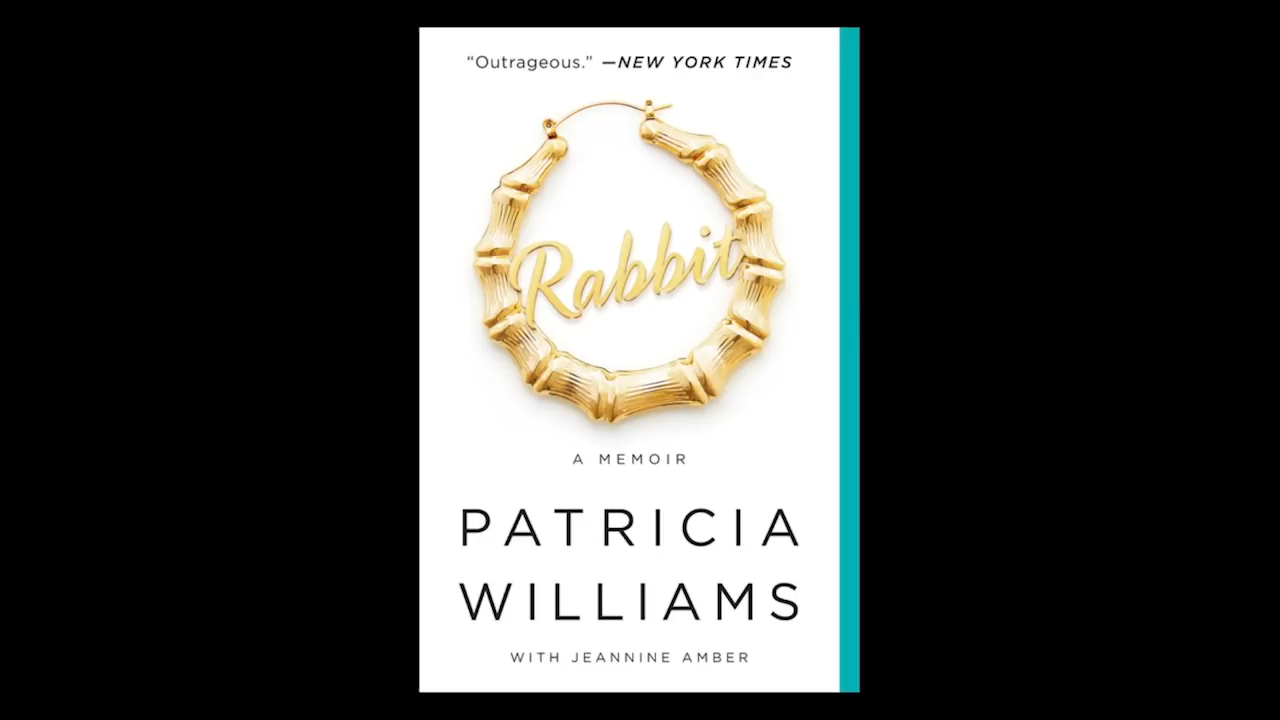 “Outrageous.” —NEW YORK TIMES
Rabbit
A MEMOIR
PATRICIA
WILLIAMS
WITH JEANNINE AMBER